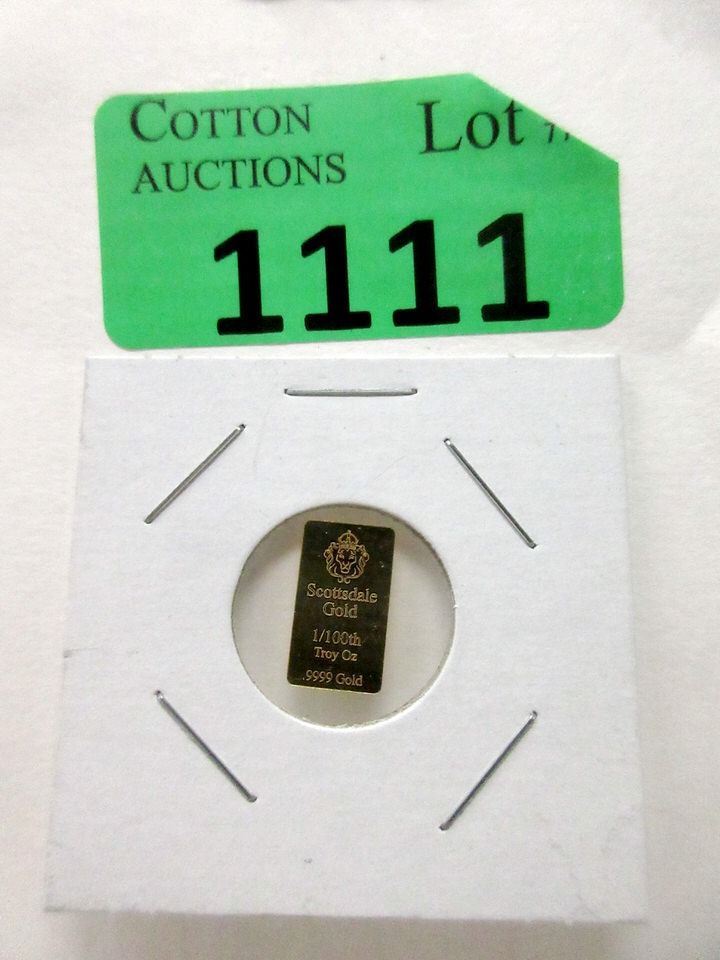 COTTON
AUCTIONS
Lot
1111
Scottsdale
Gold
1/100th
Troy Oz
.9999 Gold